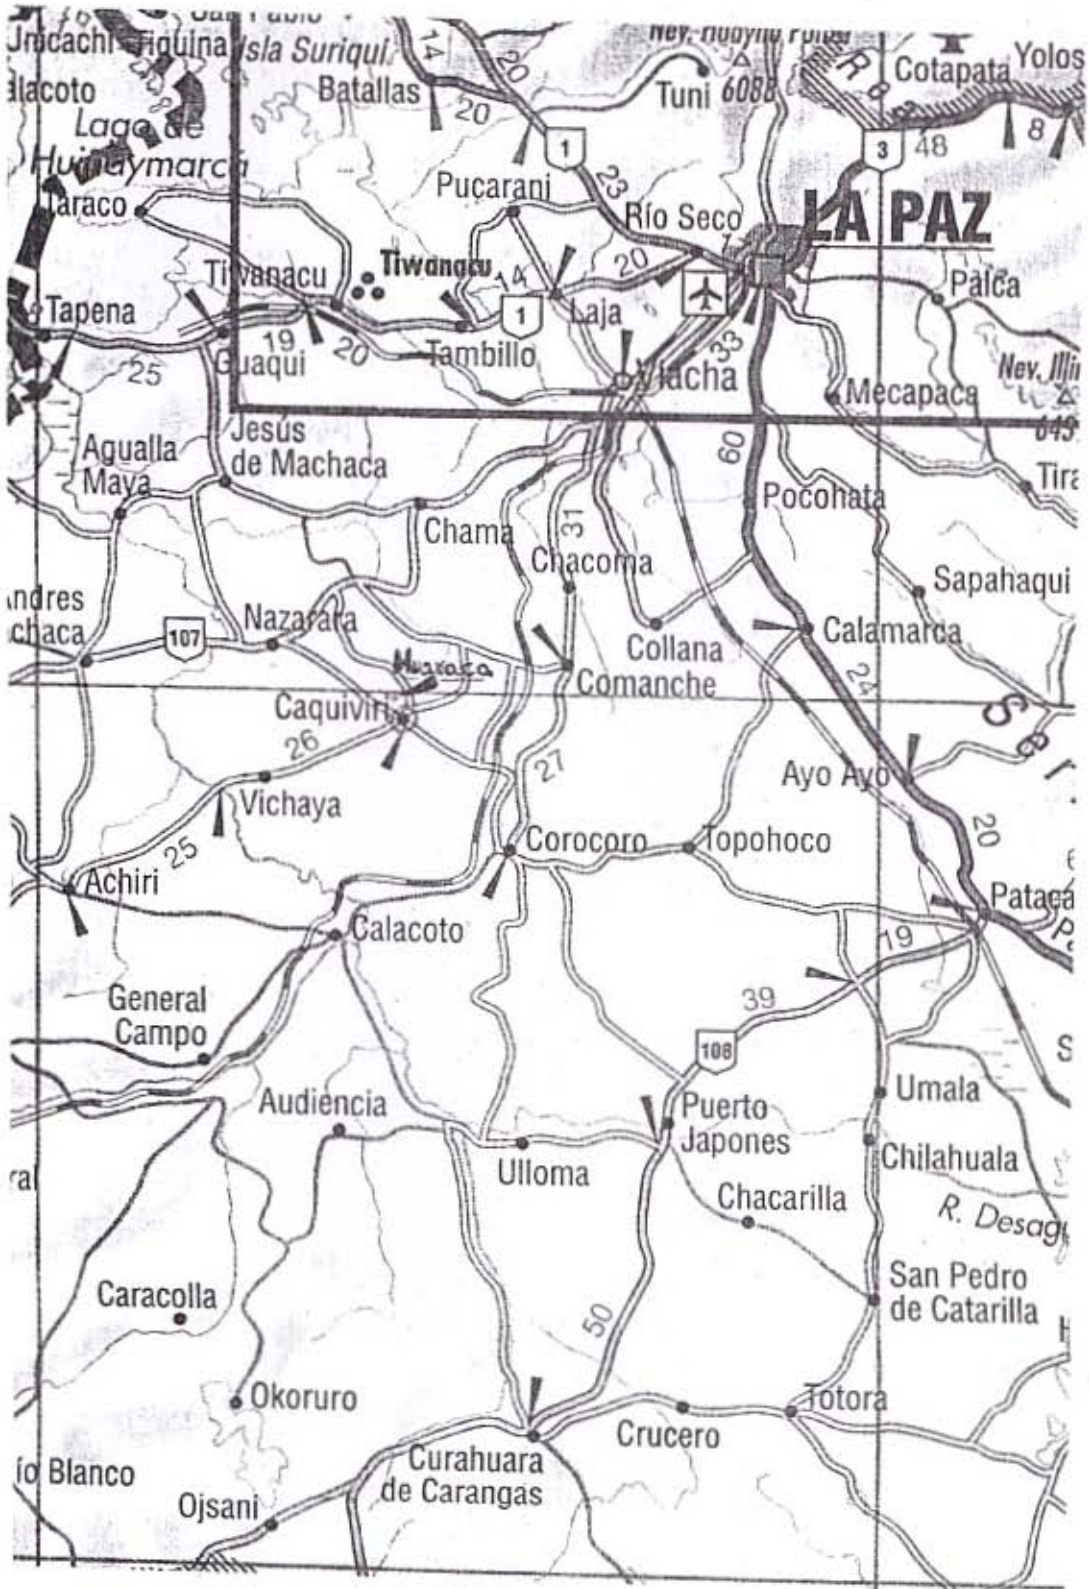 Tiquina
Isla Suriqui
14
20
Batallas
20
Tuni
6088
Cotapata
Yolos
48
8
Lago de
Huiñaymarca
Taraco
1
3
23
Pucarani
Río Seco
LA PAZ
Tiwanacu
Tiwanacu
14
20
1
Laja
Palca
Tapena
Guaqui
19
20
25
Tambillo
33
Viacha
Mecapaca
Agualla
Maya
Jesús
de Machaca
60
Chama
31
Pocohata
Chacoma
Sapahaqui
Nazarara
107
Collana
Calamarca
Comanche
24
Caquiviri
26
27
Ayo Ayo
Vichaya
25
Corocoro
Topohoco
20
Achiri
Calacoto
19
39
General
Campo
108
Umala
Audiencia
Puerto
Japones
Ulloma
Chilahuala
Chacarilla
R. Desag
San Pedro
de Catarilla
Caracolla
50
Okoruro
Totora
Crucero
Curahuara
de Carangas
ío Blanco
Ojsani